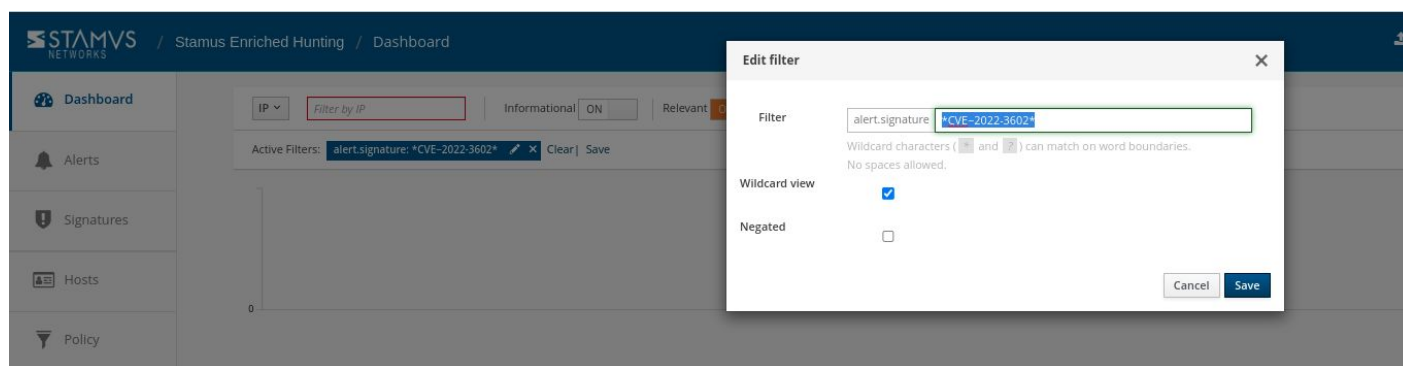 STAMVS
NETWORKS
/ Stamus Enriched Hunting / Dashboard
Edit filter
Dashboard
IP
Filter by IP
Informational ON
Relevant
Filter
alert.signature *CVE-2022-3602*
Active Filters: alert.signature: *CVE-2022-3602* Clear| Save
Wildcard characters ( * and ? ) can match on word boundaries.
No spaces allowed.
Alerts
Wildcard view
Signatures
Negated
Hosts
Cancel Save
0
Policy